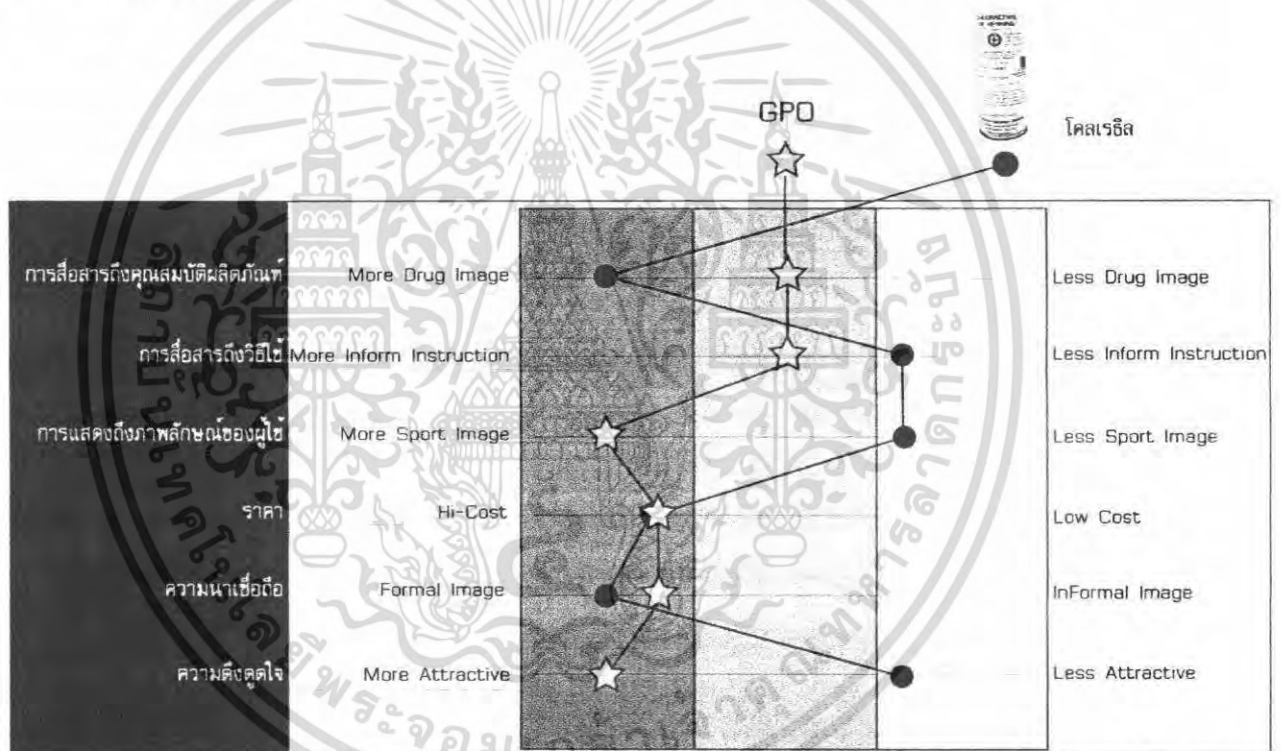 GPO
โคลเรธิล
การสื่อสารถึงคุณสมบัติผลิตภัณฑ์ More Drug Image Less Drug Image
การสื่อสารถึงวิธีใช้ More Inform Instruction Less Inform Instruction
การแสดงถึงภาพลักษณ์ของผู้ใช้ More Sport Image Less Sport Image
ราคา Hi-Cost Low Cost
ความน่าเชื่อถือ Formal Image InFormal Image
ความดึงดูดใจ More Attractive Less Attractive